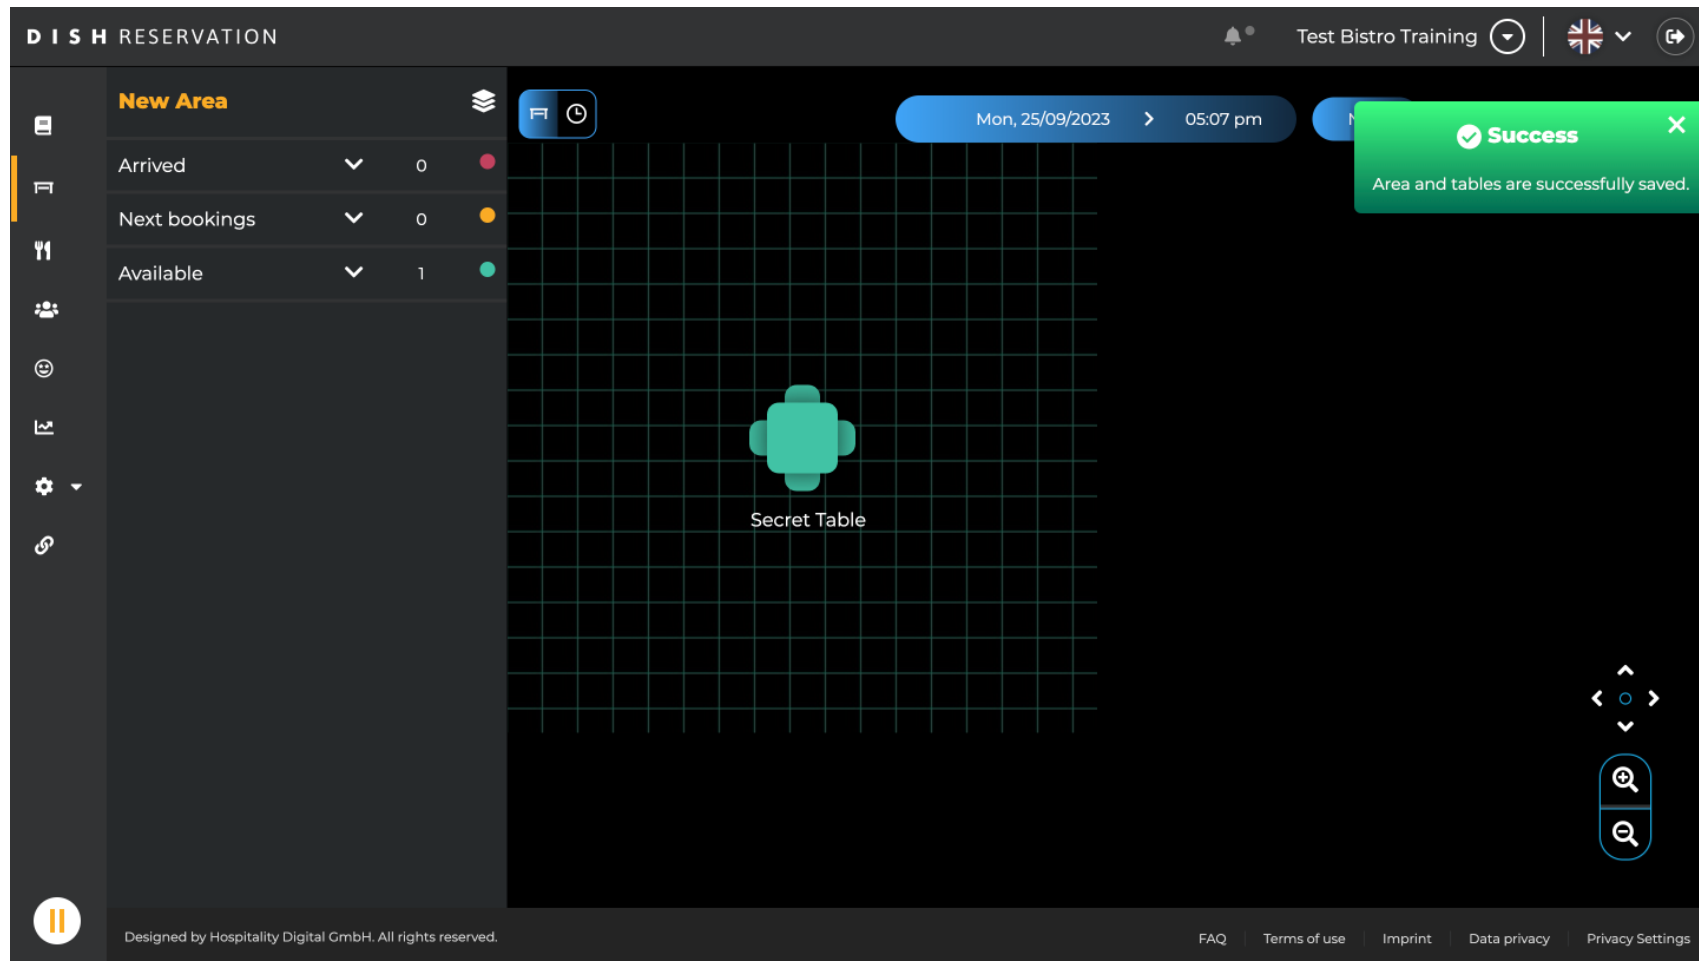 DISH RESERVATION
Test Bistro Training
New Area
Mon, 25/09/2023 05:07 pm
Success
Area and tables are successfully saved.
Arrived 0
Next bookings 0
Available 1
Secret Table
Designed by Hospitality Digital GmbH. All rights reserved.
FAQ Terms of use Imprint Data privacy Privacy Settings